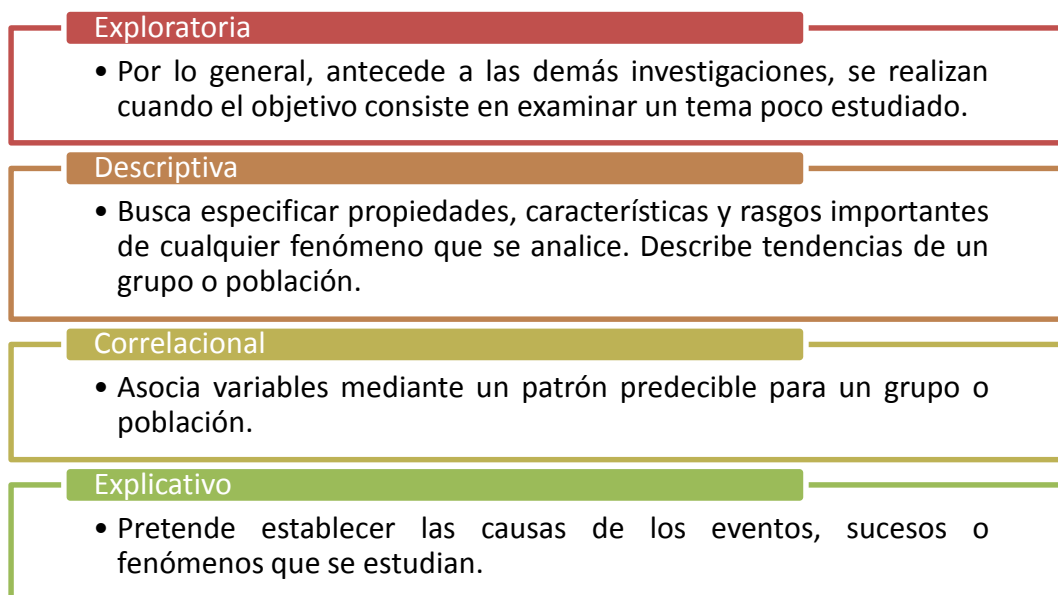 Exploratoria
• Por lo general, antecede a las demás investigaciones, se realizan
cuando el objetivo consiste en examinar un tema poco estudiado.
Descriptiva
• Busca especificar propiedades, características y rasgos importantes
de cualquier fenómeno que se analice. Describe tendencias de un
grupo o población.
Correlacional
• Asocia variables mediante un patrón predecible para un grupo o
población.
Explicativo
• Pretende establecer las causas de los eventos, sucesos o
fenómenos que se estudian.